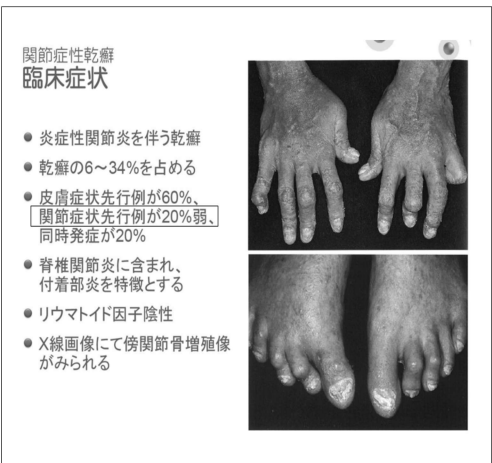 関節症性乾癬
臨床症状
● 炎症性関節炎を伴う乾癬
● 乾癬の6～34%を占める
● 皮膚症状先行例が60%、
関節症状先行例が20%弱、
同時発症が20%
● 脊椎関節炎に含まれ、
付着部炎を特徴とする
● リウマトイド因子陰性
● X線画像にて傍関節骨増殖像
がみられる